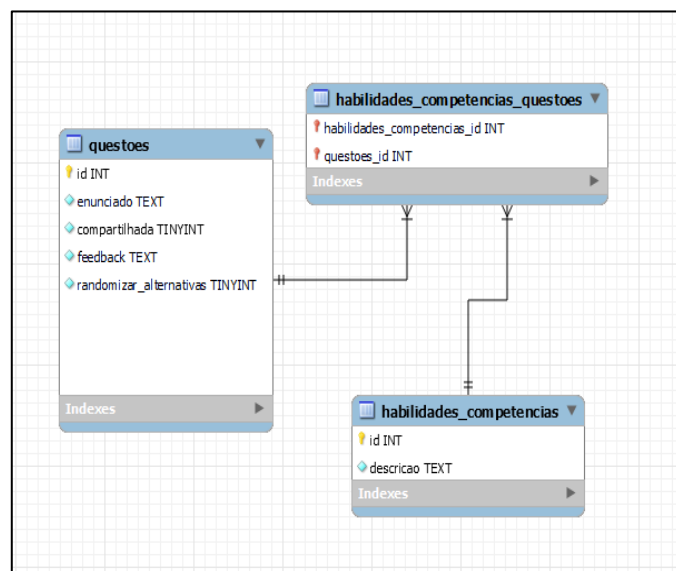 questoes
id INT
enunciado TEXT
compartilhada TINYINT
feedback TEXT
randomizar_alternativas TINYINT
Indexes
habilidades_competencias_questoes
habilidades_competencias_id INT
questoes_id INT
Indexes
habilidades_competencias
id INT
descricao TEXT
Indexes